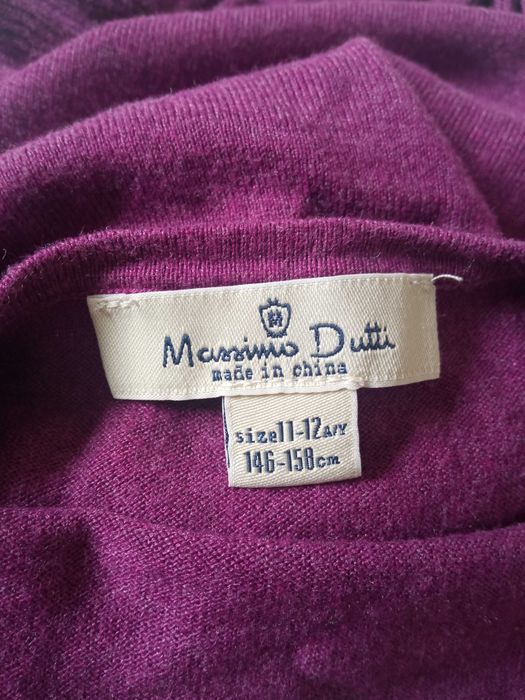 M
Massimo Dutti
made in china
size11-12A/Y
146-158cm